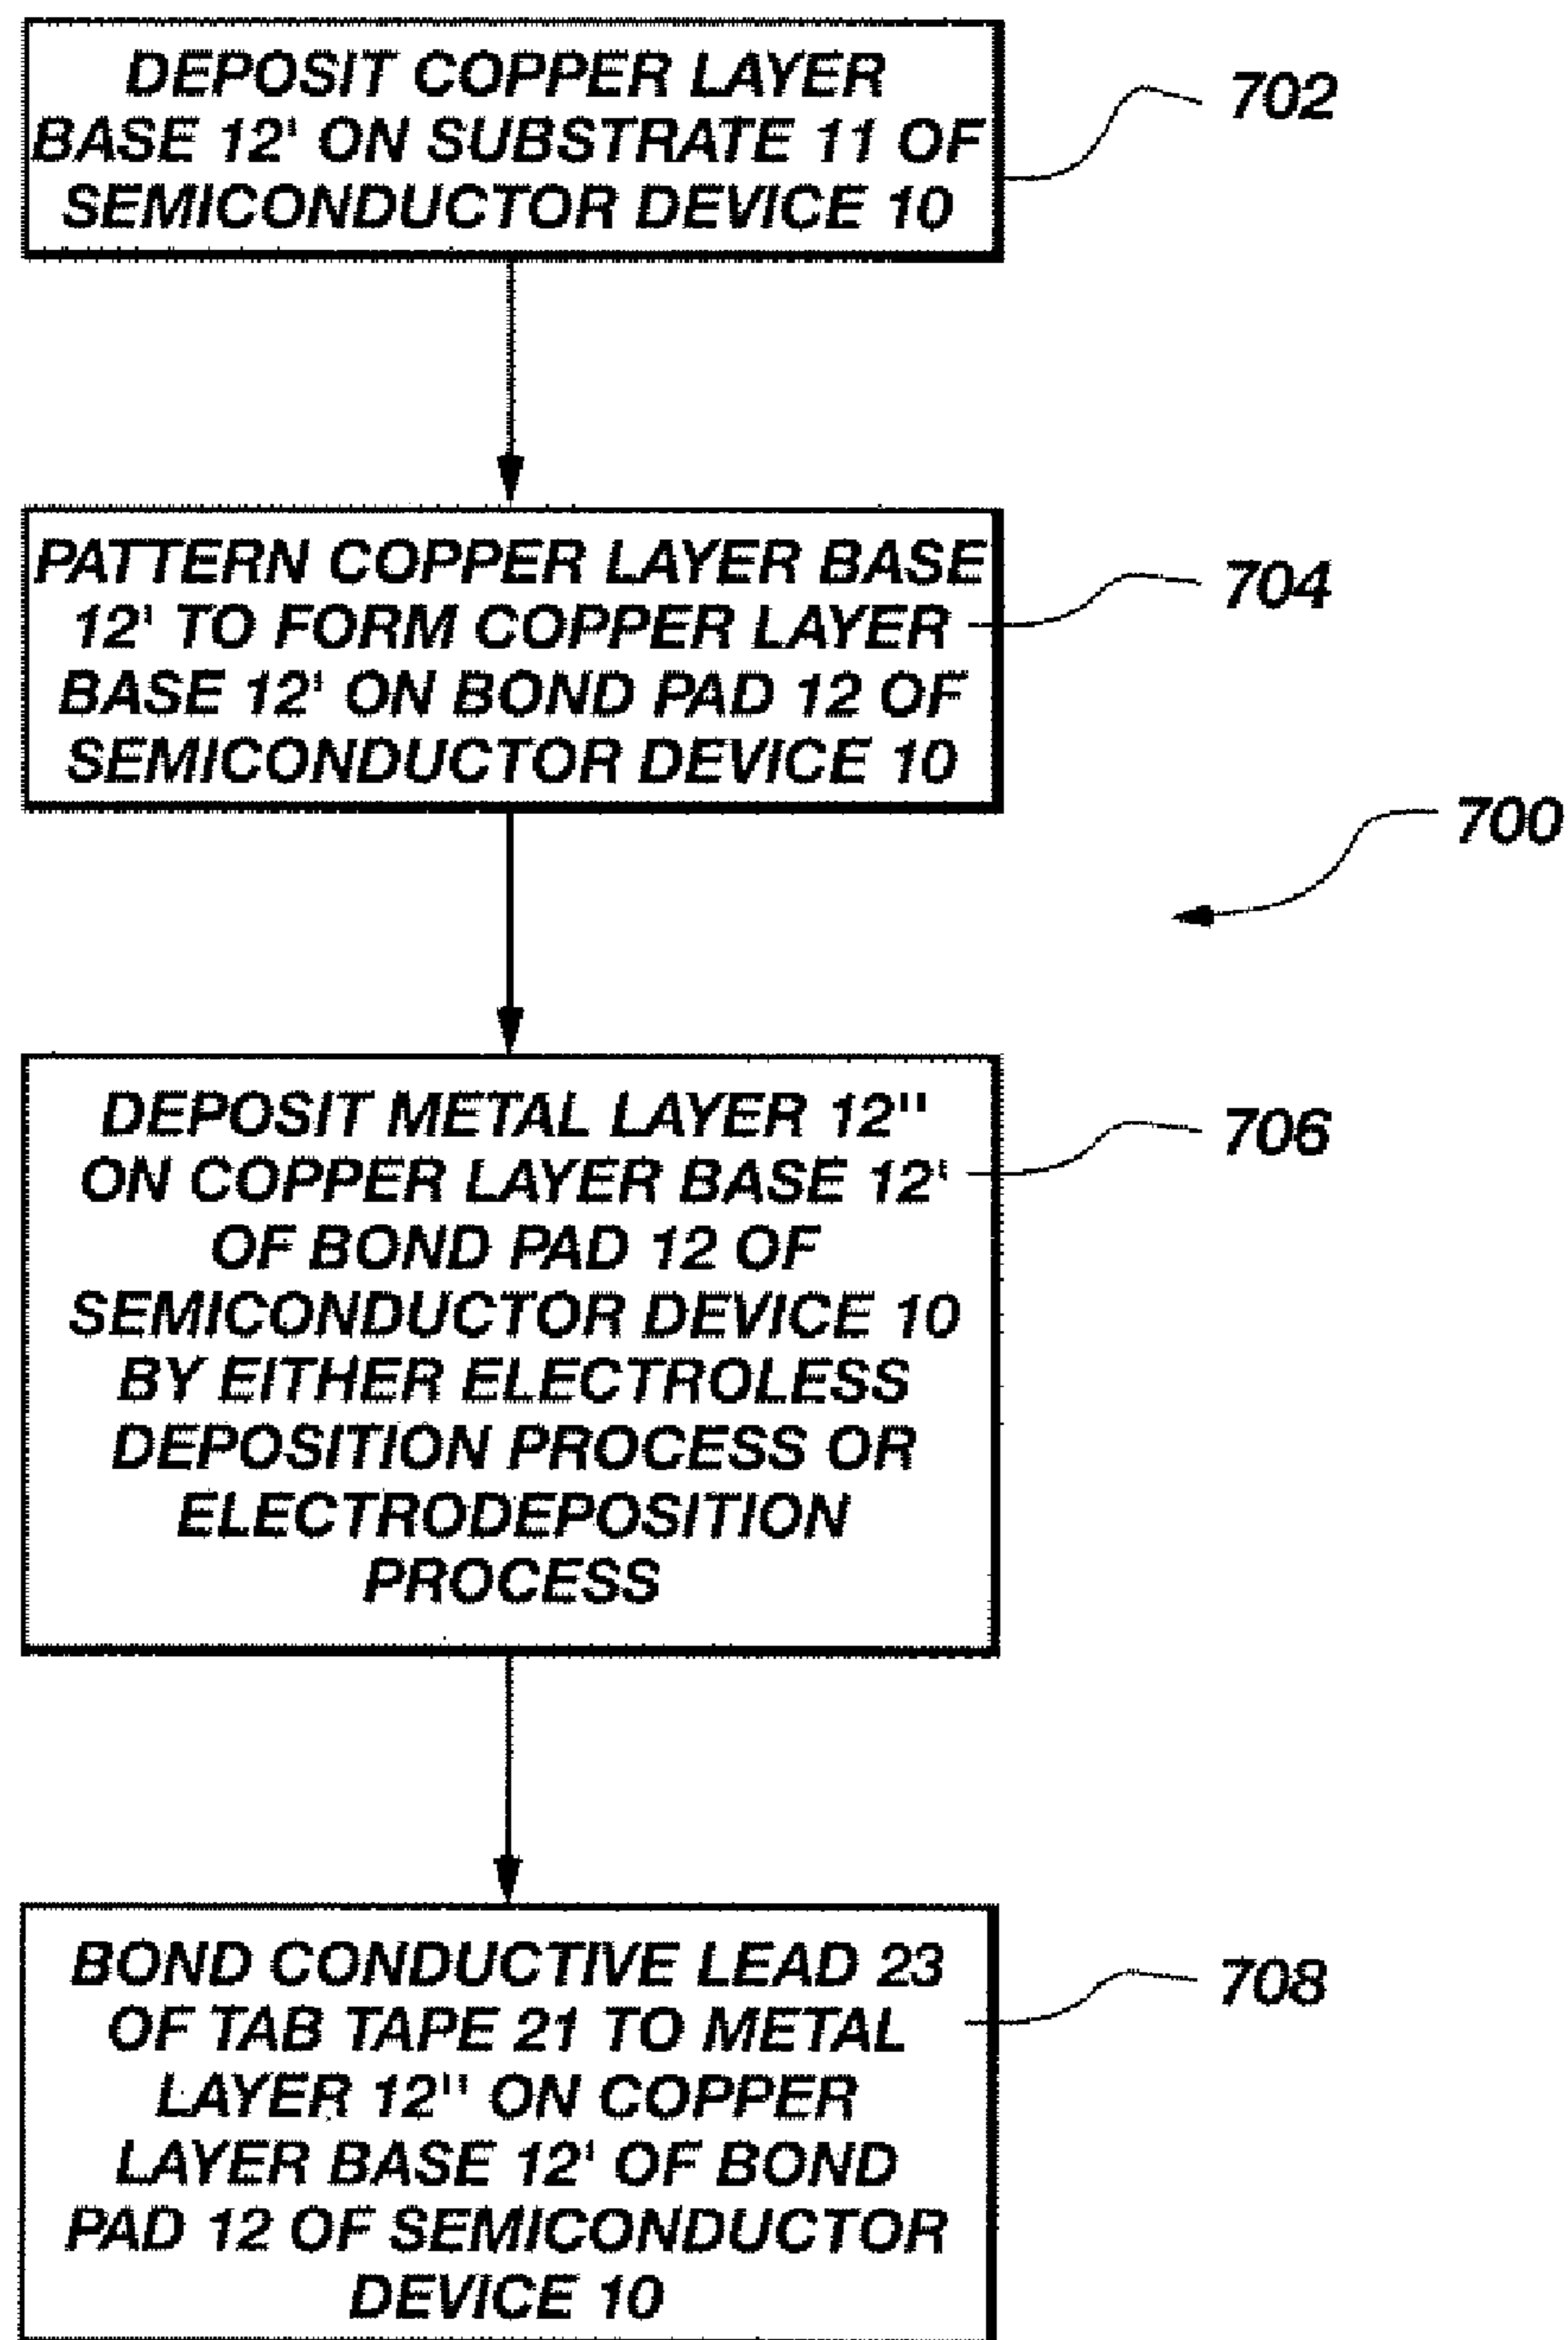 DEPOSIT COPPER LAYER
BASE 12' ON SUBSTRATE 11 OF
SEMICONDUCTOR DEVICE 10
702
PATTERN COPPER LAYER BASE
12' TO FORM COPPER LAYER
BASE 12' ON BOND PAD 12 OF
SEMICONDUCTOR DEVICE 10
704
700
DEPOSIT METAL LAYER 12"
ON COPPER LAYER BASE 12'
OF BOND PAD 12 OF
SEMICONDUCTOR DEVICE 10
BY EITHER ELECTROLESS
DEPOSITION PROCESS OR
ELECTRODEPOSITION
PROCESS
706
BOND CONDUCTIVE LEAD 23
OF TAB TAPE 21 TO METAL
LAYER 12" ON COPPER
LAYER BASE 12' OF BOND
PAD 12 OF SEMICONDUCTOR
DEVICE 10
708